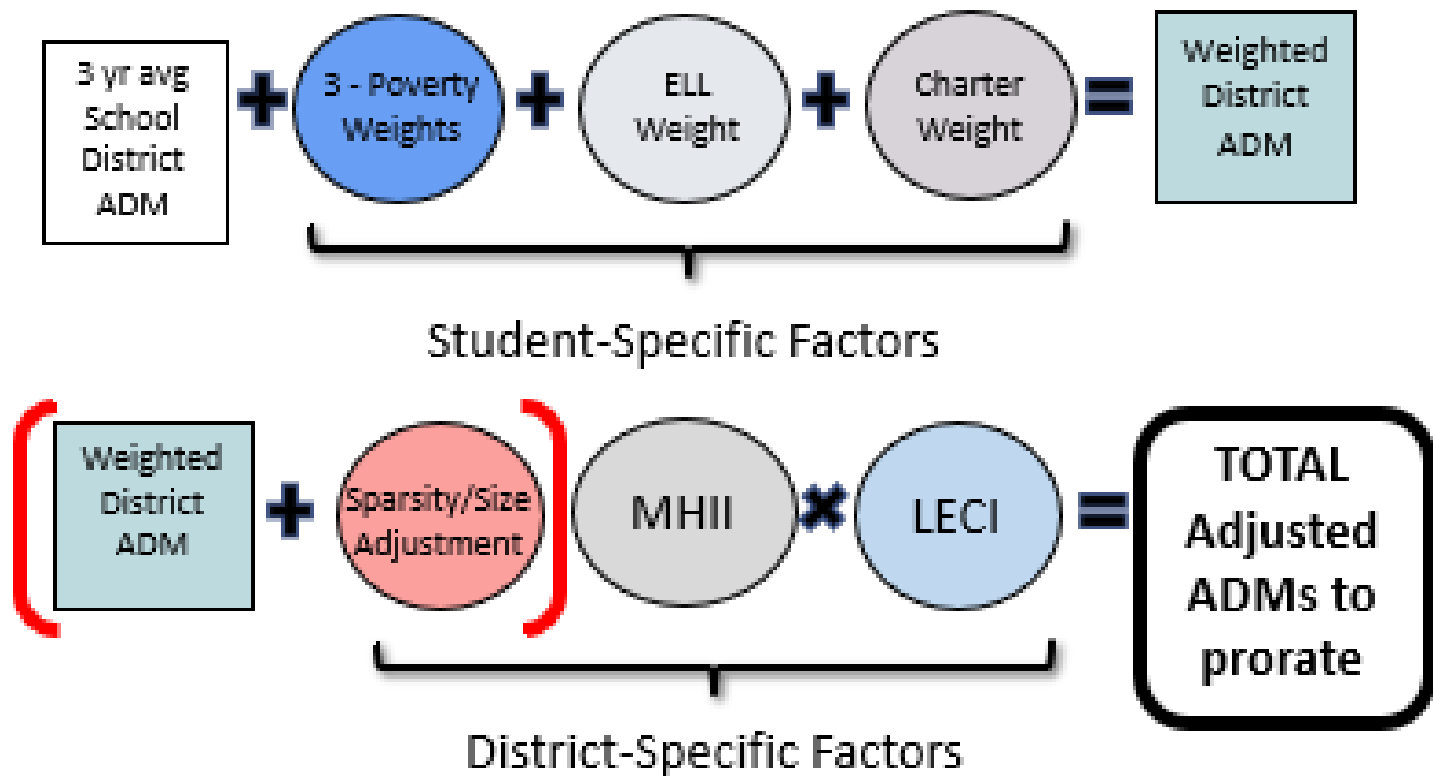 3 yr avg
School
District
ADM
+
3 - Poverty
Weights
+
ELL
Weight
+
Charter
Weight
=
Weighted
District
ADM
Student-Specific Factors
(
Weighted
District
ADM
+
Sparsity/Size
Adjustment
)
MHII
×
LECI
=
TOTAL
Adjusted
ADMs to
prorate
District-Specific Factors